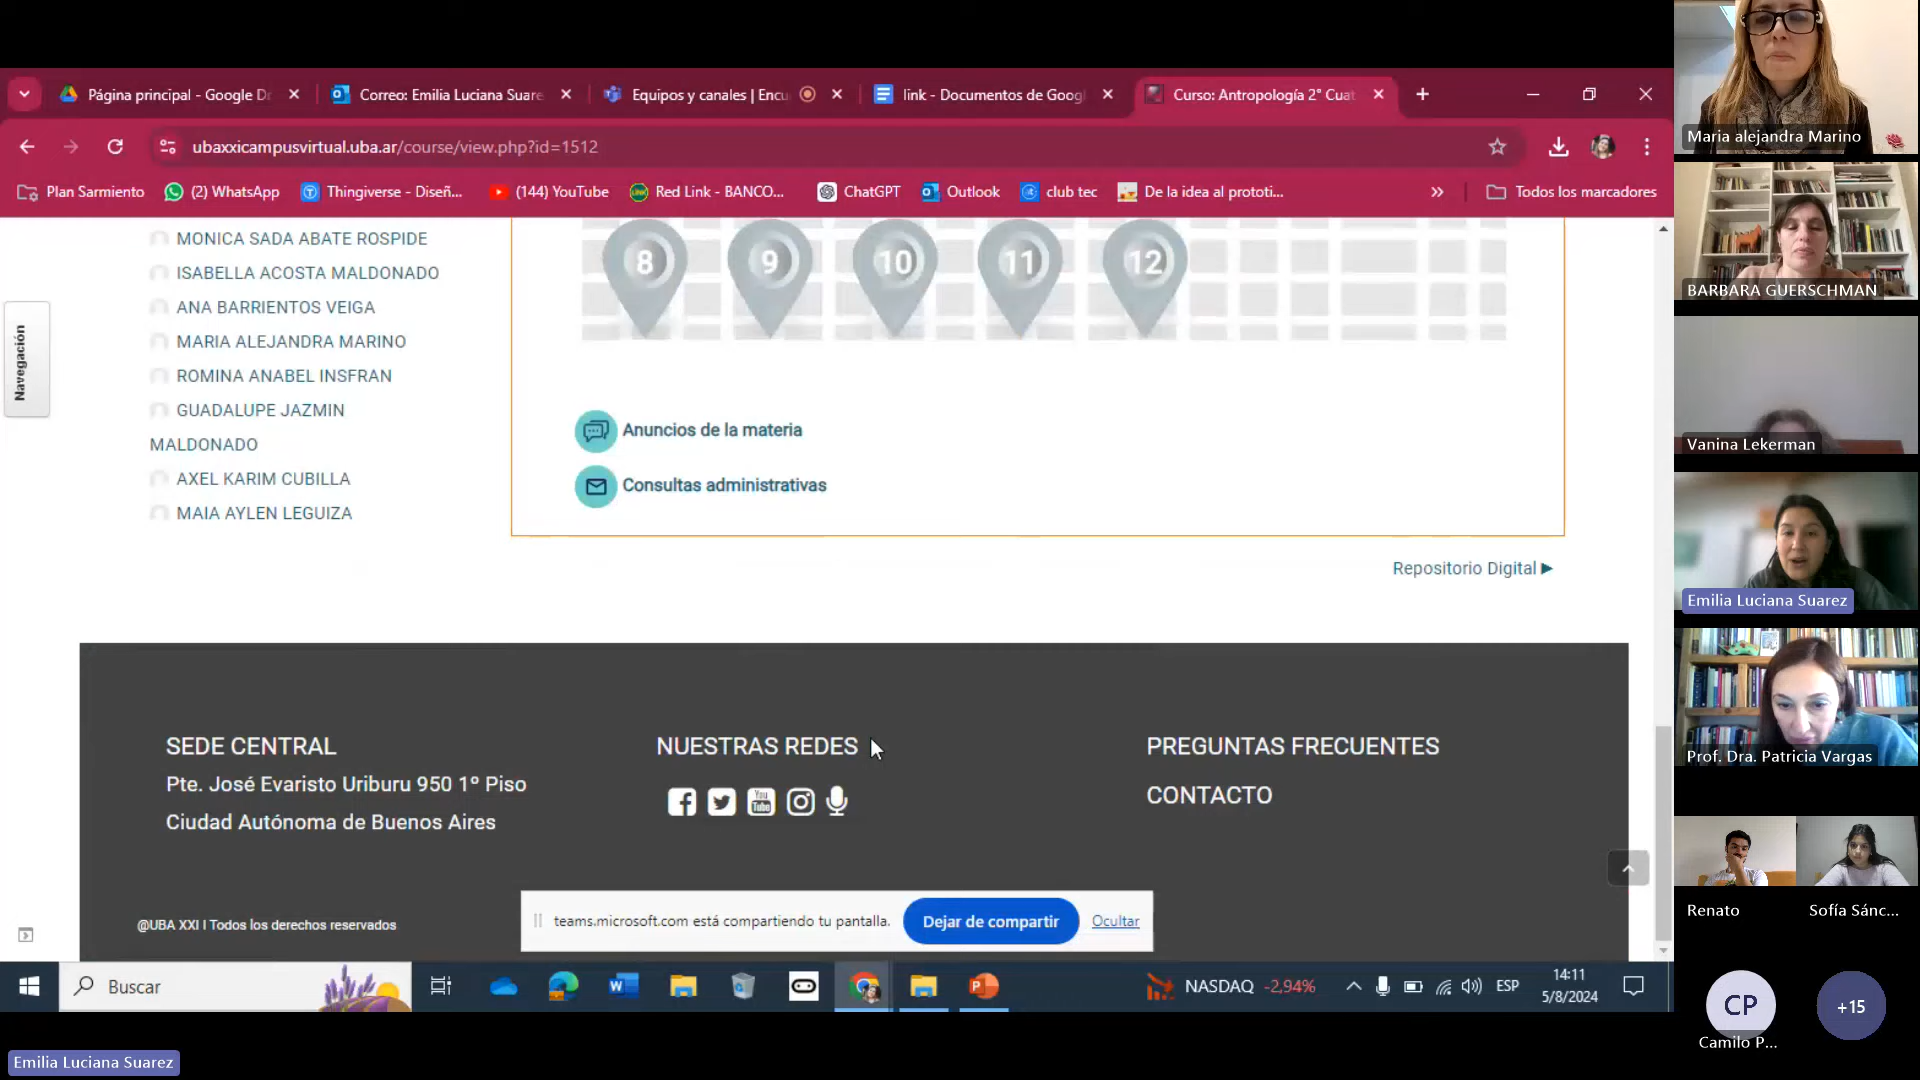 Página principal - Google Dr
Correo: Emilia Luciana Suare
Equipos y canales | Encu
link - Documentos de Goog
Curso: Antropología 2° Cuat
ubaxxicampusvirtual.uba.ar/course/view.php?id=1512
Plan Sarmiento
(2) WhatsApp
Thingiverse - Diseñ...
(144) YouTube
Red Link - BANCO...
ChatGPT
Outlook
club tec
De la idea al prototi...
»
Todos los marcadores
Navegación
MONICA SADA ABATE ROSPIDE
ISABELLA ACOSTA MALDONADO
ANA BARRIENTOS VEIGA
MARIA ALEJANDRA MARINO
ROMINA ANABEL INSFRAN
GUADALUPE JAZMIN
MALDONADO
AXEL KARIM CUBILLA
MAIA AYLEN LEGUIZA
8 9 10 11 12
Anuncios de la materia
Consultas administrativas
Repositorio Digital ►
SEDE CENTRAL
Pte. José Evaristo Uriburu 950 1° Piso
Ciudad Autónoma de Buenos Aires
NUESTRAS REDES
You
Tube
PREGUNTAS FRECUENTES
CONTACTO
@UBA XXI I Todos los derechos reservados
teams.microsoft.com está compartiendo tu pantalla.
Dejar de compartir
Ocultar
Buscar
NASDAQ -2,94%
ESP
14:11
5/8/2024
Maria alejandra Marino
BARBARA GUERSCHMAN
Vanina Lekerman
Emilia Luciana Suarez
Prof. Dra. Patricia Vargas
Renato
Sofía Sánc...
CP
Camilo P...
+15
Emilia Luciana Suarez